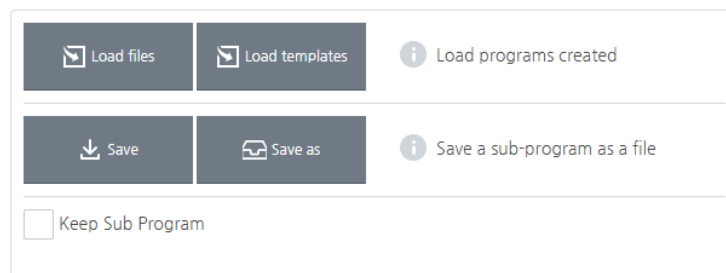 Load files
Load templates
Load programs created
Save
Save as
Save a sub-program as a file
Keep Sub Program